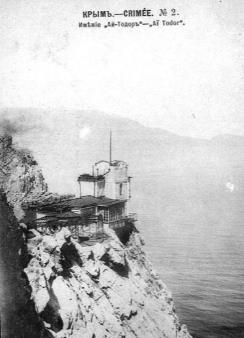 КРЫМЪ.—CRIMÉE. № 2.
Имѣніе „Ай-Тодоръ“—„Aï Todor“.